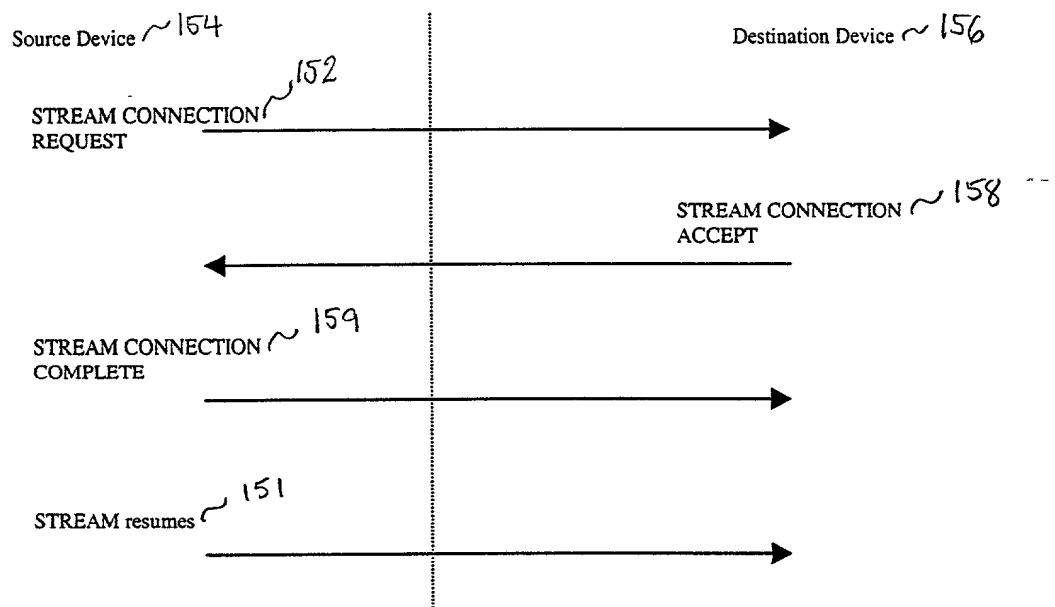 Source Device 154
Destination Device 156
152
STREAM CONNECTION
REQUEST
STREAM CONNECTION 158
ACCEPT
159
STREAM CONNECTION
COMPLETE
151
STREAM resumes